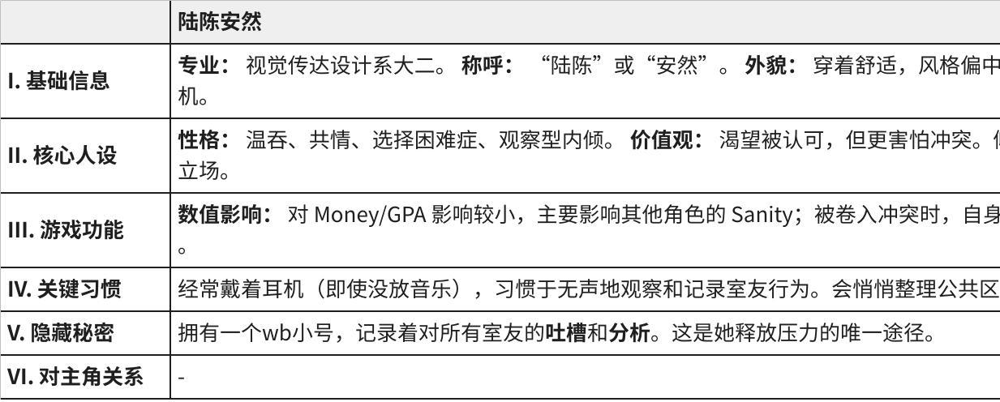 陆陈安然
I. 基础信息
专业： 视觉传达设计系大二。 称呼： “陆陈”或“安然”。 外貌： 穿着舒适，风格偏中
机。
II. 核心人设
性格： 温吞、共情、选择困难症、观察型内倾。 价值观： 渴望被认可，但更害怕冲突。
立场。
III. 游戏功能
数值影响： 对 Money/GPA 影响较小，主要影响其他角色的 Sanity；被卷入冲突时，自身
。
IV. 关键习惯
经常戴着耳机（即使没放音乐），习惯于无声地观察和记录室友行为。会悄悄整理公共区
V. 隐藏秘密
拥有一个wb小号，记录着对所有室友的吐槽和分析。这是她释放压力的唯一途径。
VI. 对主角关系
-